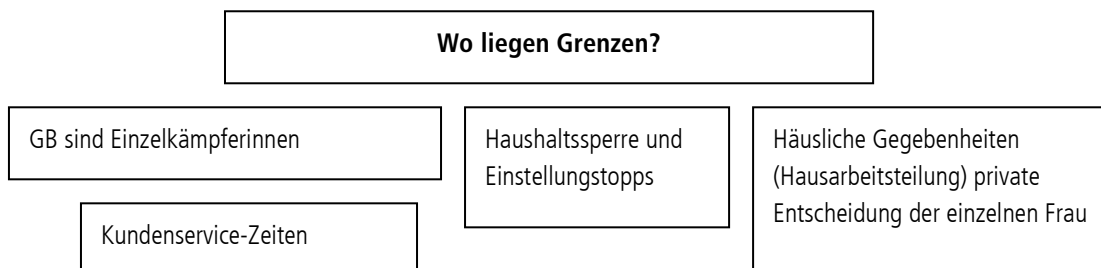 Wo liegen Grenzen?
GB sind Einzelkämpferinnen
Haushaltssperre und
Einstellungstopps
Häusliche Gegebenheiten
(Hausarbeitsteilung) private
Entscheidung der einzelnen Frau
Kundenservice-Zeiten